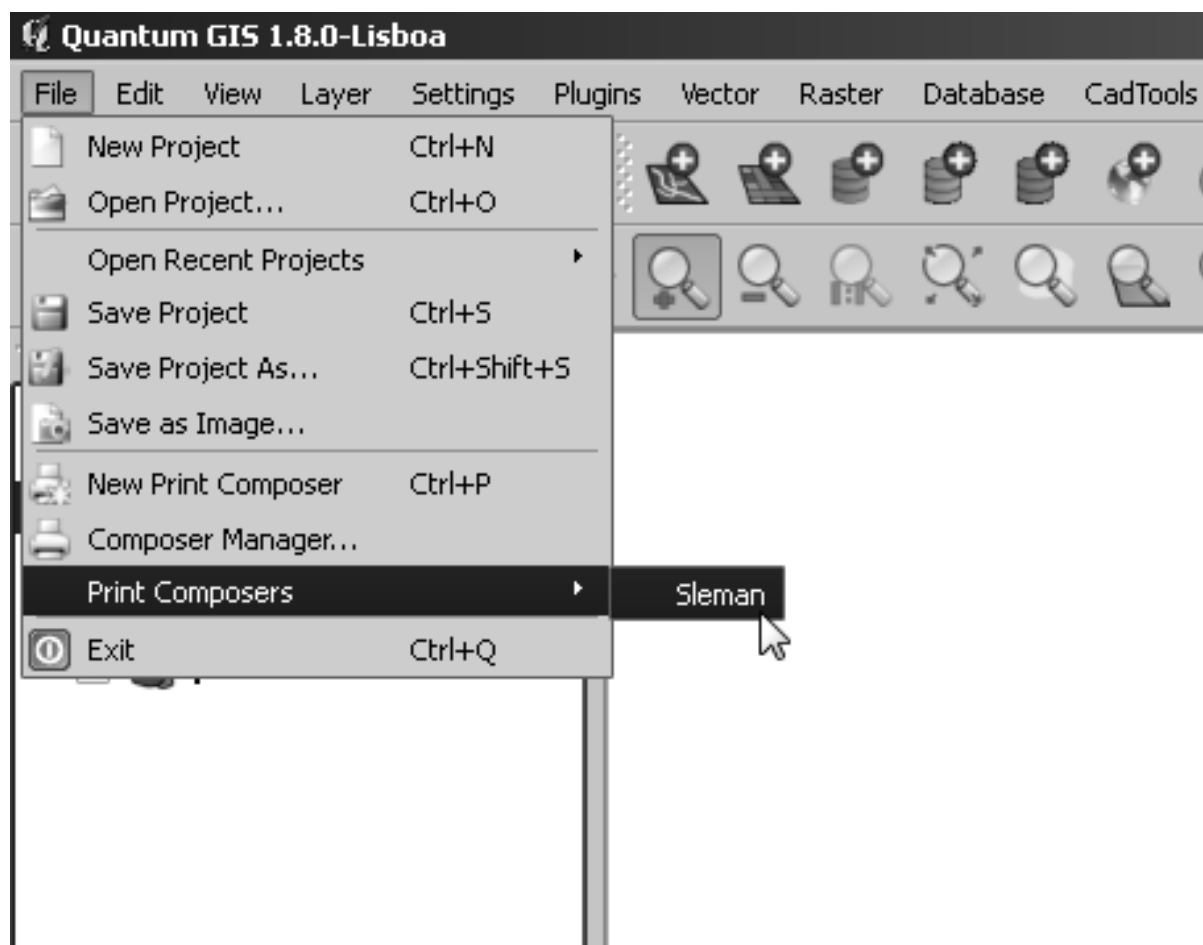 Quantum GIS 1.8.0-Lisboa
File Edit View Layer Settings Plugins Vector Raster Database CadTools
New Project Ctrl+N
Open Project... Ctrl+O
Open Recent Projects
Save Project Ctrl+S
Save Project As... Ctrl+Shift+S
Save as Image...
New Print Composer Ctrl+P
Composer Manager...
Print Composers Sleman
Exit Ctrl+Q